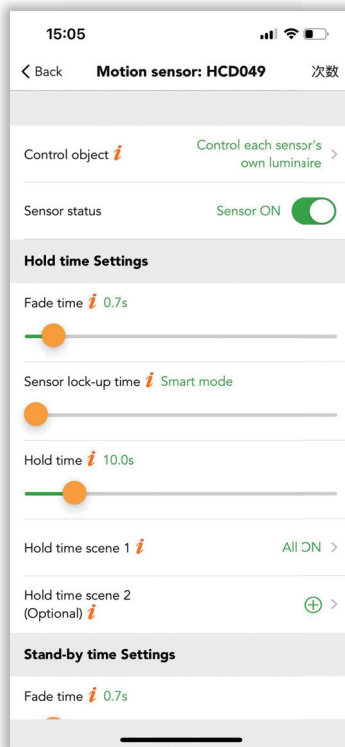 15:05
Back Motion sensor: HCD049 次数
Control object i Control each sensor's
own luminaire
Sensor status Sensor ON
Hold time Settings
Fade time i 0.7s
Sensor lock-up time i Smart mode
Hold time i 10.0s
Hold time scene 1 i All ON
Hold time scene 2
(Optional) i
Stand-by time Settings
Fade time i 0.7s